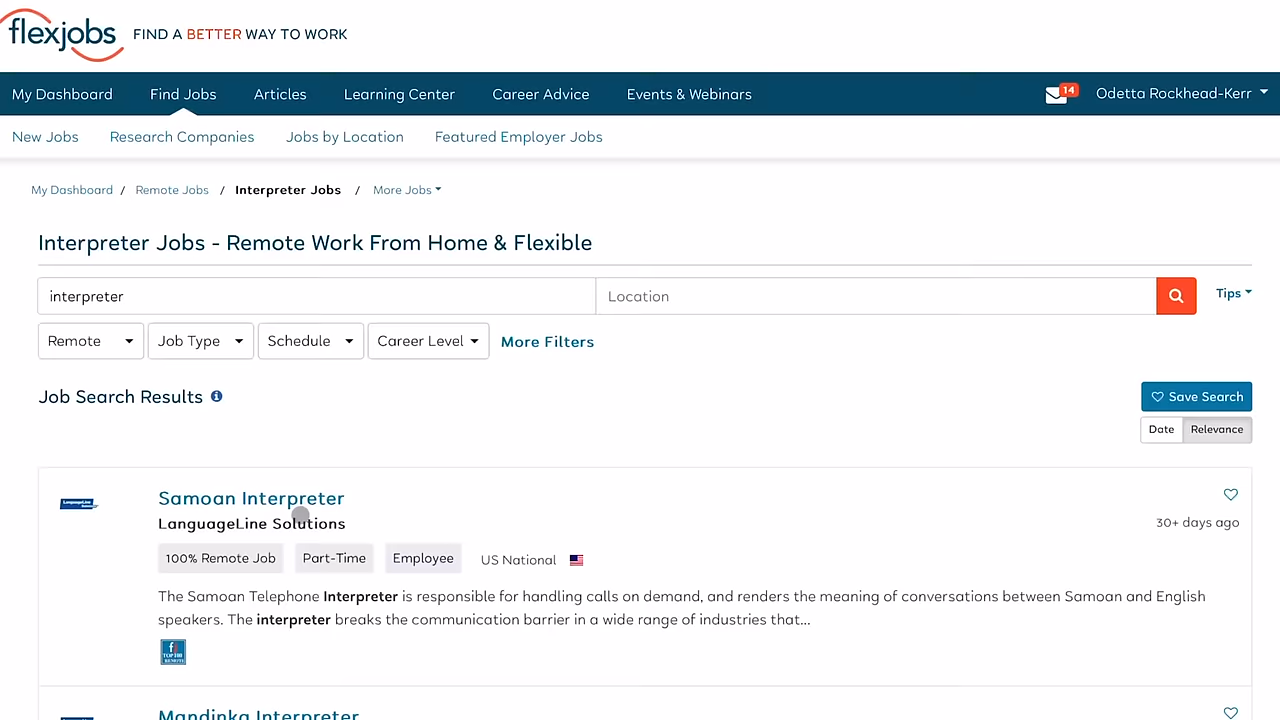 flexjobs FIND A BETTER WAY TO WORK
My Dashboard Find Jobs Articles Learning Center Career Advice Events & Webinars 14 Odetta Rockhead-Kerr
New Jobs Research Companies Jobs by Location Featured Employer Jobs
My Dashboard / Remote Jobs / Interpreter Jobs / More Jobs
Interpreter Jobs - Remote Work From Home & Flexible
interpreter Location Tips
Remote Job Type Schedule Career Level More Filters
Job Search Results Save Search
Date Relevance
Samoan Interpreter
LanguageLine Solutions 30+ days ago
100% Remote Job Part-Time Employee US National
The Samoan Telephone Interpreter is responsible for handling calls on demand, and renders the meaning of conversations between Samoan and English
speakers. The interpreter breaks the communication barrier in a wide range of industries that...
Mandinka Interpreter